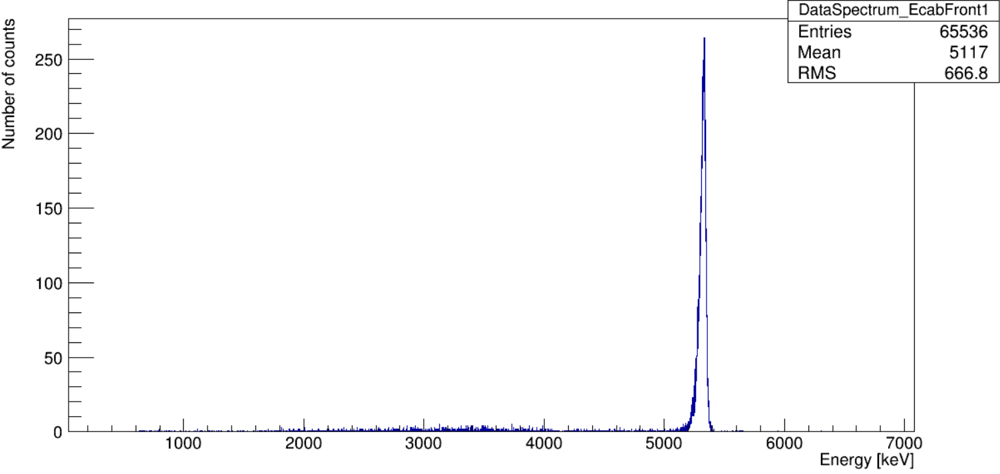 DataSpectrum_EcabFront1
Entries 65536
Mean 5117
RMS 666.8
Number of counts
250
200
150
100
50
0
1000 2000 3000 4000 5000 6000 7000
Energy [keV]